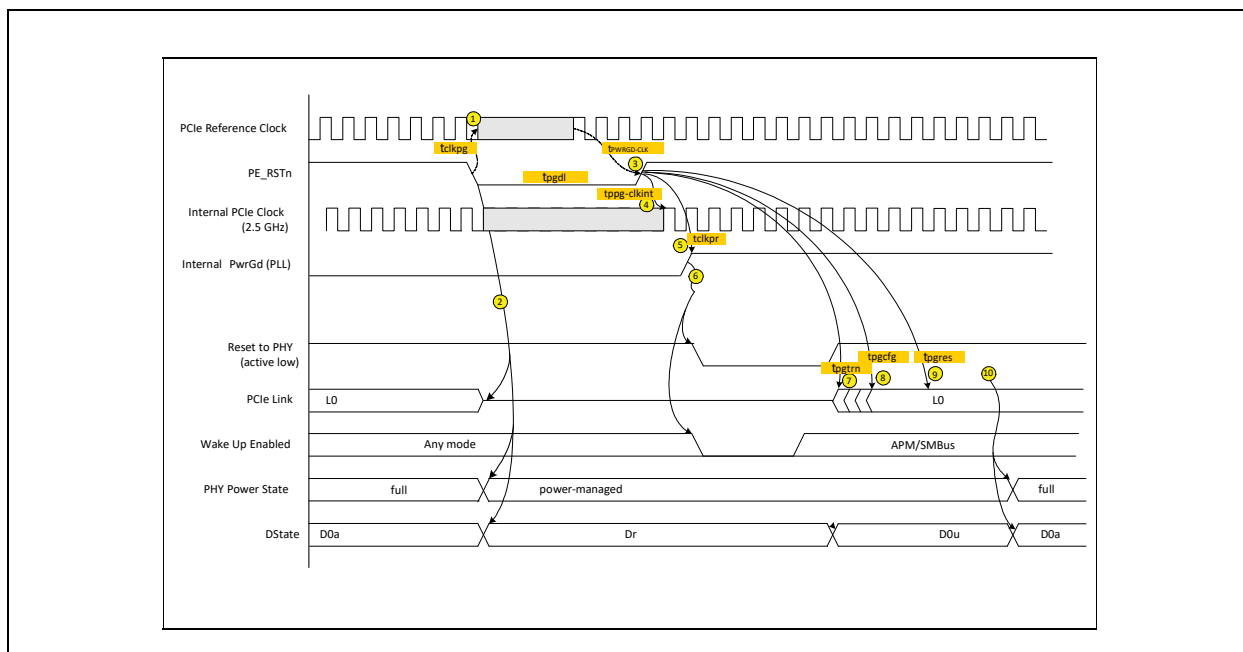 1
PCIe Reference Clock
tclkpg
tPWRGD-CLK
3
PE_RSTn
tpgdl
tppg-clkint
4
Internal PCIe Clock
(2.5 GHz)
tclkpr
5
Internal PwrGd (PLL)
6
2
Reset to PHY
(active low)
tpgcfg
tpgres
tpgtrn
7
8
9
10
PCIe Link
L0
L0
Wake Up Enabled
Any mode
APM/SMBus
PHY Power State
full
power-managed
full
DState
D0a
Dr
D0u
D0a